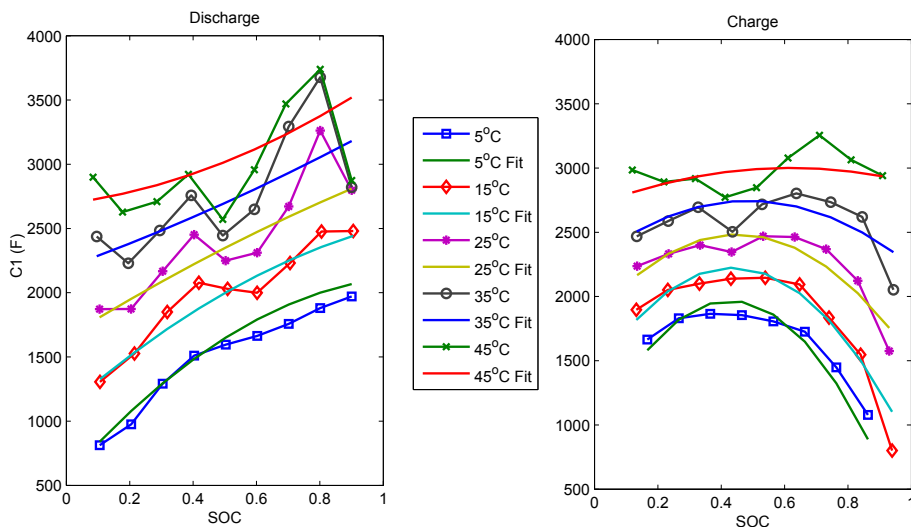 Discharge
4000
3500
3000
2500
2000
1500
1000
500
C1 (F)
0
0.2
0.4
0.6
0.8
1
SOC
5°C
5°C Fit
15°C
15°C Fit
25°C
25°C Fit
35°C
35°C Fit
45°C
45°C Fit
Charge
4000
3500
3000
2500
2000
1500
1000
500
0
0.2
0.4
0.6
0.8
1
SOC